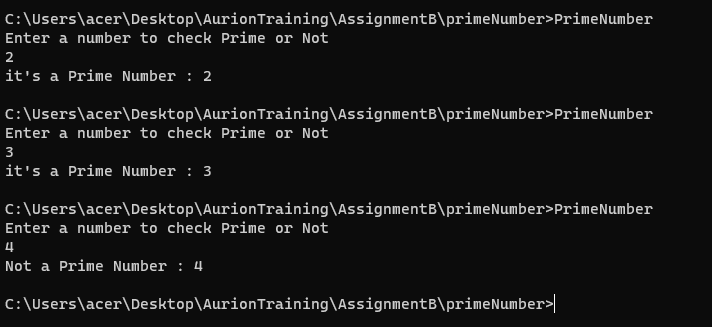 C:\Users\acer\Desktop\AurionTraining\AssignmentB\primeNumber>PrimeNumber
Enter a number to check Prime or Not
2
it's a Prime Number : 2
C:\Users\acer\Desktop\AurionTraining\AssignmentB\primeNumber>PrimeNumber
Enter a number to check Prime or Not
3
it's a Prime Number : 3
C:\Users\acer\Desktop\AurionTraining\AssignmentB\primeNumber>PrimeNumber
Enter a number to check Prime or Not
4
Not a Prime Number : 4
C:\Users\acer\Desktop\AurionTraining\AssignmentB\primeNumber>